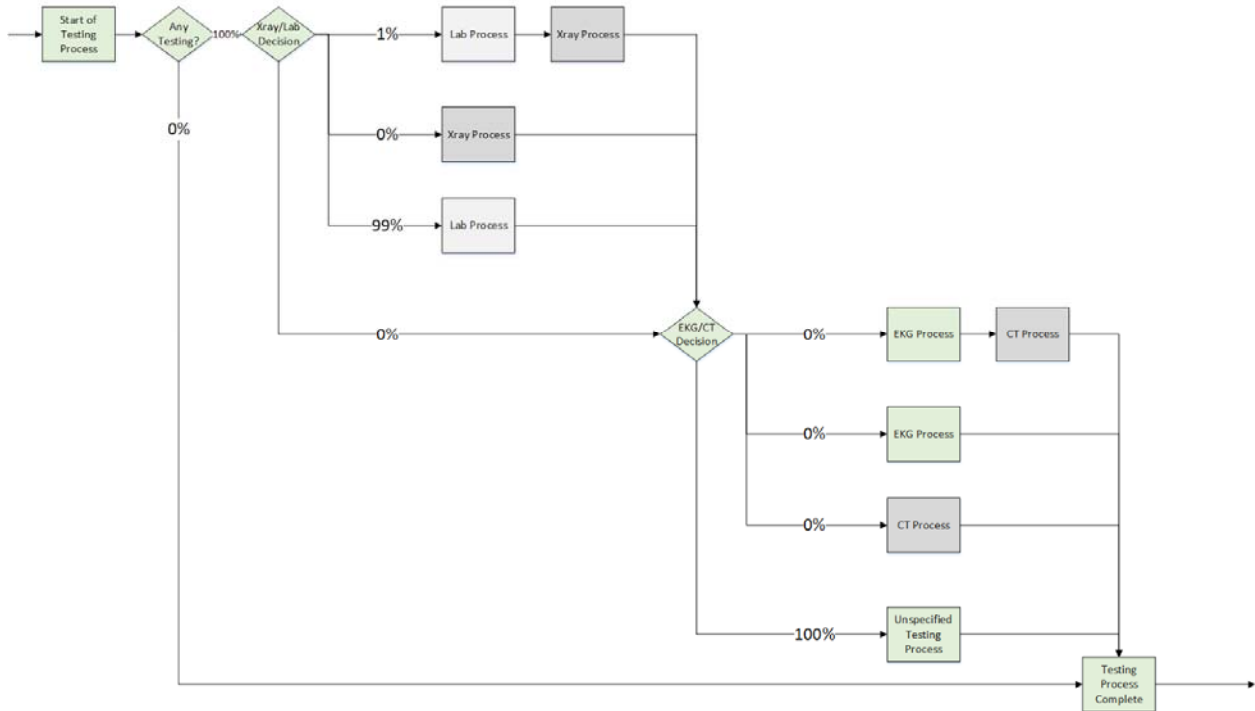 Start of
Testing
Process
Any
Testing?
100%
Xray/Lab
Decision
1%
Lab Process
Xray Process
0%
0%
Xray Process
99%
Lab Process
0%
EKG/CT
Decision
0%
EKG Process
CT Process
0%
EKG Process
0%
CT Process
100%
Unspecified
Testing
Process
Testing
Process
Complete